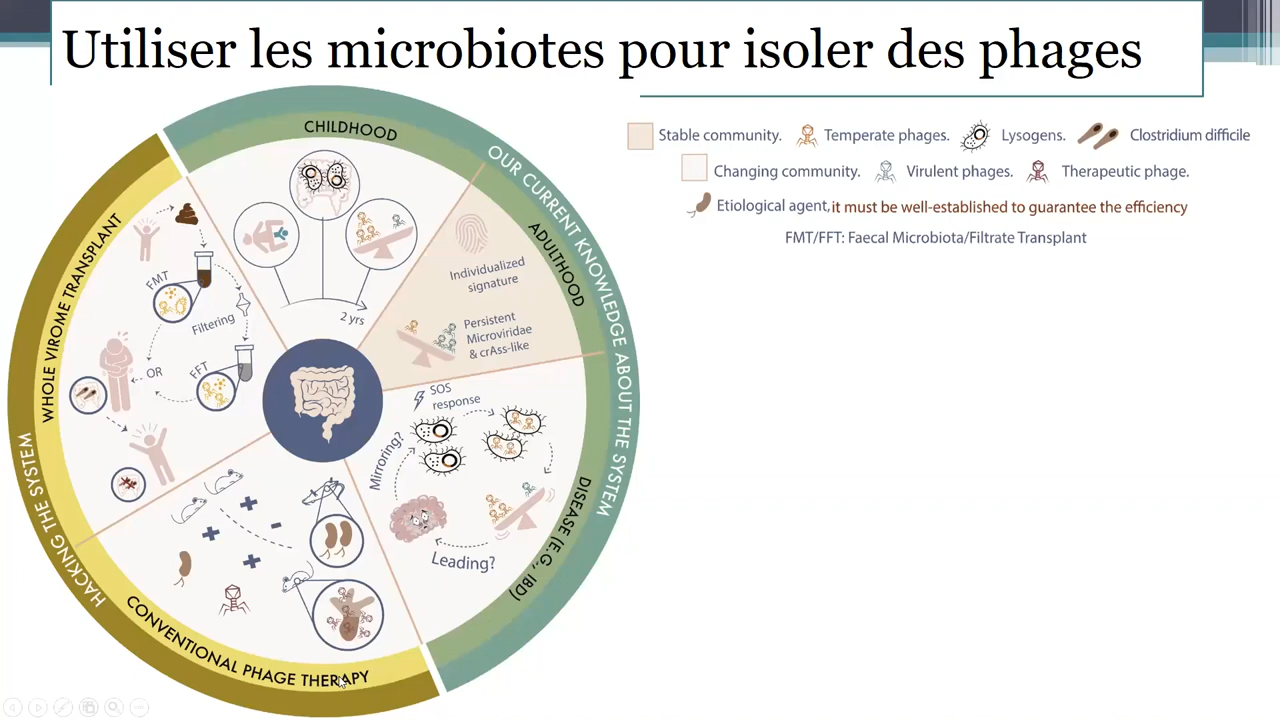 Utiliser les microbiotes pour isoler des phages
Stable community. Temperate phages. Lysogens. Clostridium difficile
Changing community. Virulent phages. Therapeutic phage.
Etiological agent, it must be well-established to guarantee the efficiency
FMT/FFT: Faecal Microbiota/Filtrate Transplant
OUR CURRENT KNOWLEDGE ABOUT THE SYSTEM
CHILDHOOD
2 yrs
ADULTHOOD
Individualized
signature
Persistent
Microviridae
& crAss-like
DISEASE (E.G., IBD)
SOS
response
Mirroring?
Leading?
HACKING THE SYSTEM
WHOLE VIROME TRANSPLANT
FMT
Filtering
FFT
OR
CONVENTIONAL PHAGE THERAPY